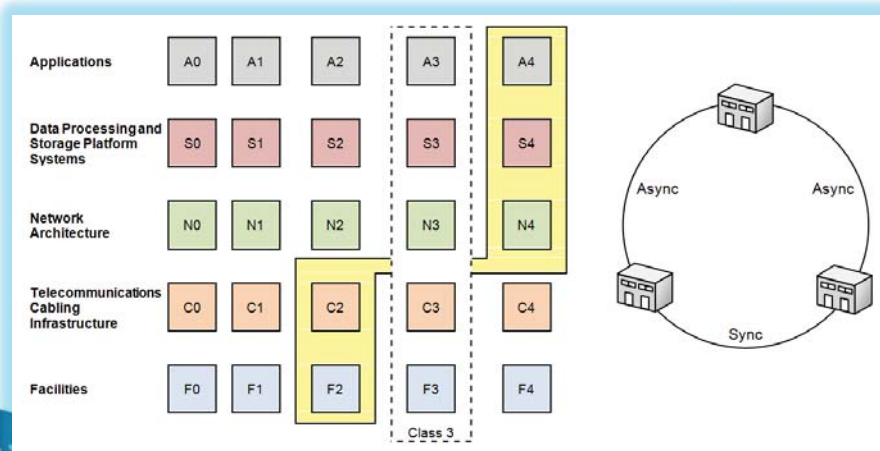 Applications
A0 A1 A2 A3 A4
Data Processing and
Storage Platform
Systems
S0 S1 S2 S3 S4
Network
Architecture
N0 N1 N2 N3 N4
Telecommunications
Cabling
Infrastructure
C0 C1 C2 C3 C4
Facilities
F0 F1 F2 F3 F4
Class 3
Async Async
Sync